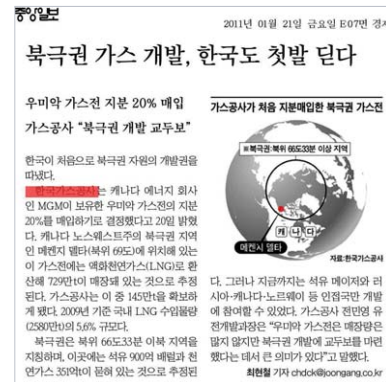 중앙일보
2011년 01월 21일 금요일 E07면 경제
북극권 가스 개발, 한국도 첫발 딛다
우미악 가스전 지분 20% 매입
가스공사 “북극권 개발 교두보”
한국이 처음으로 북극권 자원의 개발권을
따냈다.
한국가스공사는 캐나다 에너지 회사
인 MGM이 보유한 우미악 가스전의 지분
20%를 매입하기로 결정했다고 20일 밝혔
다. 캐나다 노스웨스트주의 북극권 지역
인 메켄지 델타(북위 69도)에 위치해 있는
이 가스전에는 액화천연가스(LNG)로 환
산해 729만t이 매장돼 있는 것으로 추정
된다. 가스공사는 이 중 145만t을 확보하
게 됐다. 2009년 기준 국내 LNG 수입물량
(2580만t)의 5.6% 규모다.
북극권은 북위 66도33분 이북 지역을
지칭하며, 이곳에는 석유 900억 배럴과 천
연가스 351억t이 묻혀 있는 것으로 추정된
가스공사가 처음 지분매입한 북극권 가스전
※북극권:북위 66도33분 이상 지역
캐나다
메켄지 델타
자료:한국가스공사
다. 그러나 지금까지는 석유 메이저와 러
시아·캐나다·노르웨이 등 인접국만 개발
에 참여할 수 있었다. 가스공사 전만영 유
전개발과장은 “우미악 가스전은 매장량은
많지 않지만 북극권 개발에 교두보를 마련
했다는 데서 큰 의미가 있다”고 말했다.
최현철 기자 chdck@joongang.co.kr